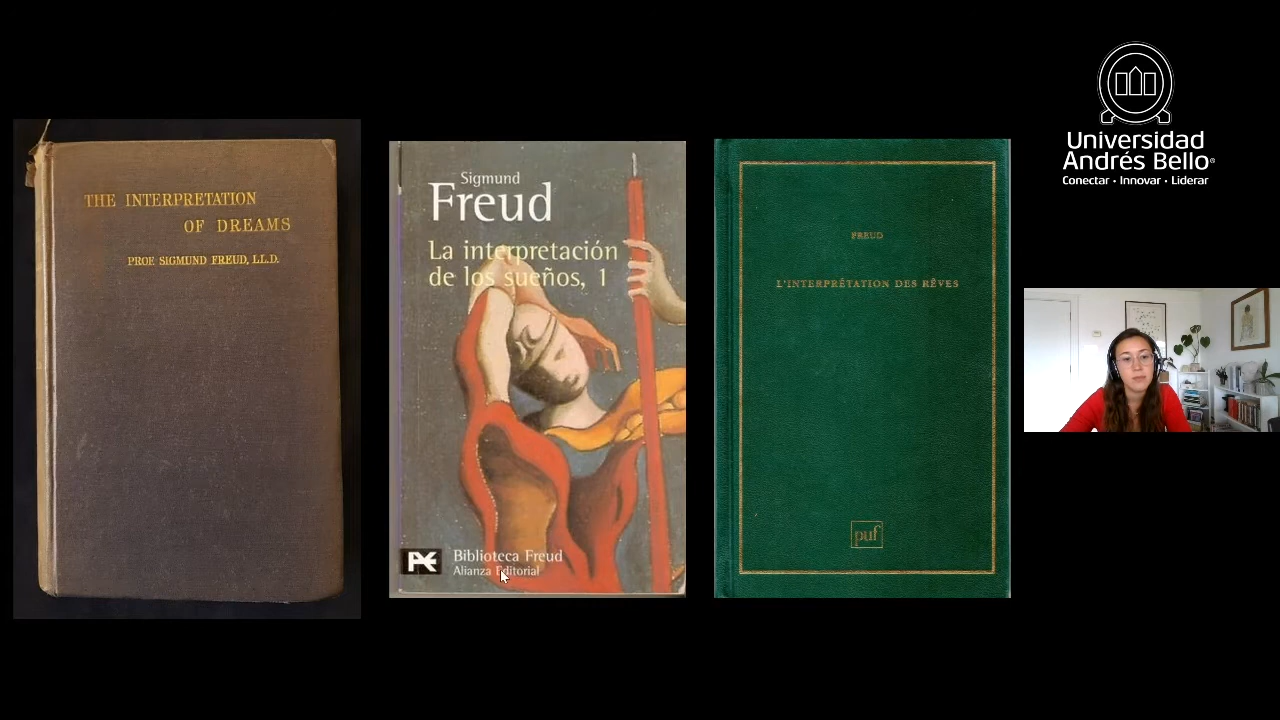 THE INTERPRETATION
OF DREAMS
PROF. SIGMUND FREUD, LL.D.
Sigmund
Freud
La interpretación
de los sueños, 1
Biblioteca Freud
Alianza Editorial
FREUD
L'INTERPRÉTATION DES RÊVES
puf
Universidad
Andrés Bello®
Conectar · Innovar · Liderar